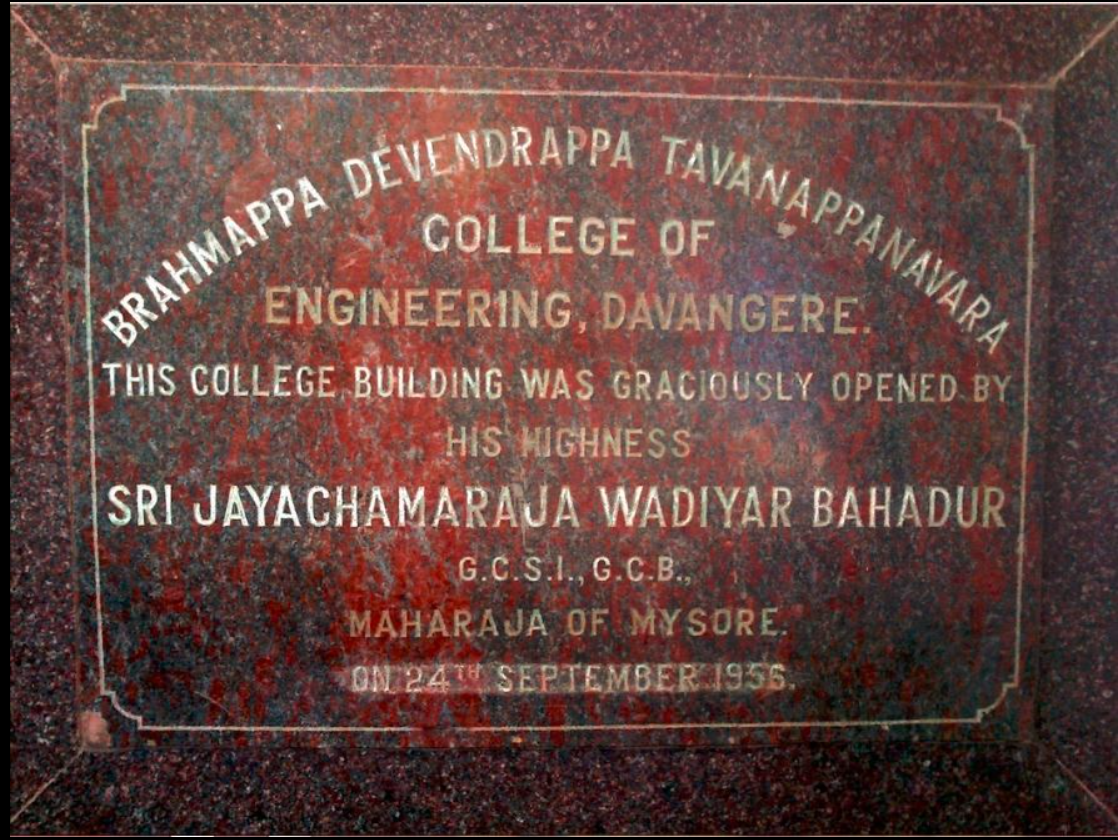 BRAHMAPPA DEVENDRAPPA TAVANAPPANAVARA
COLLEGE OF
ENGINEERING, DAVANGERE.
THIS COLLEGE BUILDING WAS GRACIOUSLY OPENED BY
HIS HIGHNESS
SRI JAYACHAMARAJA WADIYAR BAHADUR
G.C.S.I., G.C.B.,
MAHARAJA OF MYSORE.
ON 24TH SEPTEMBER 1956.